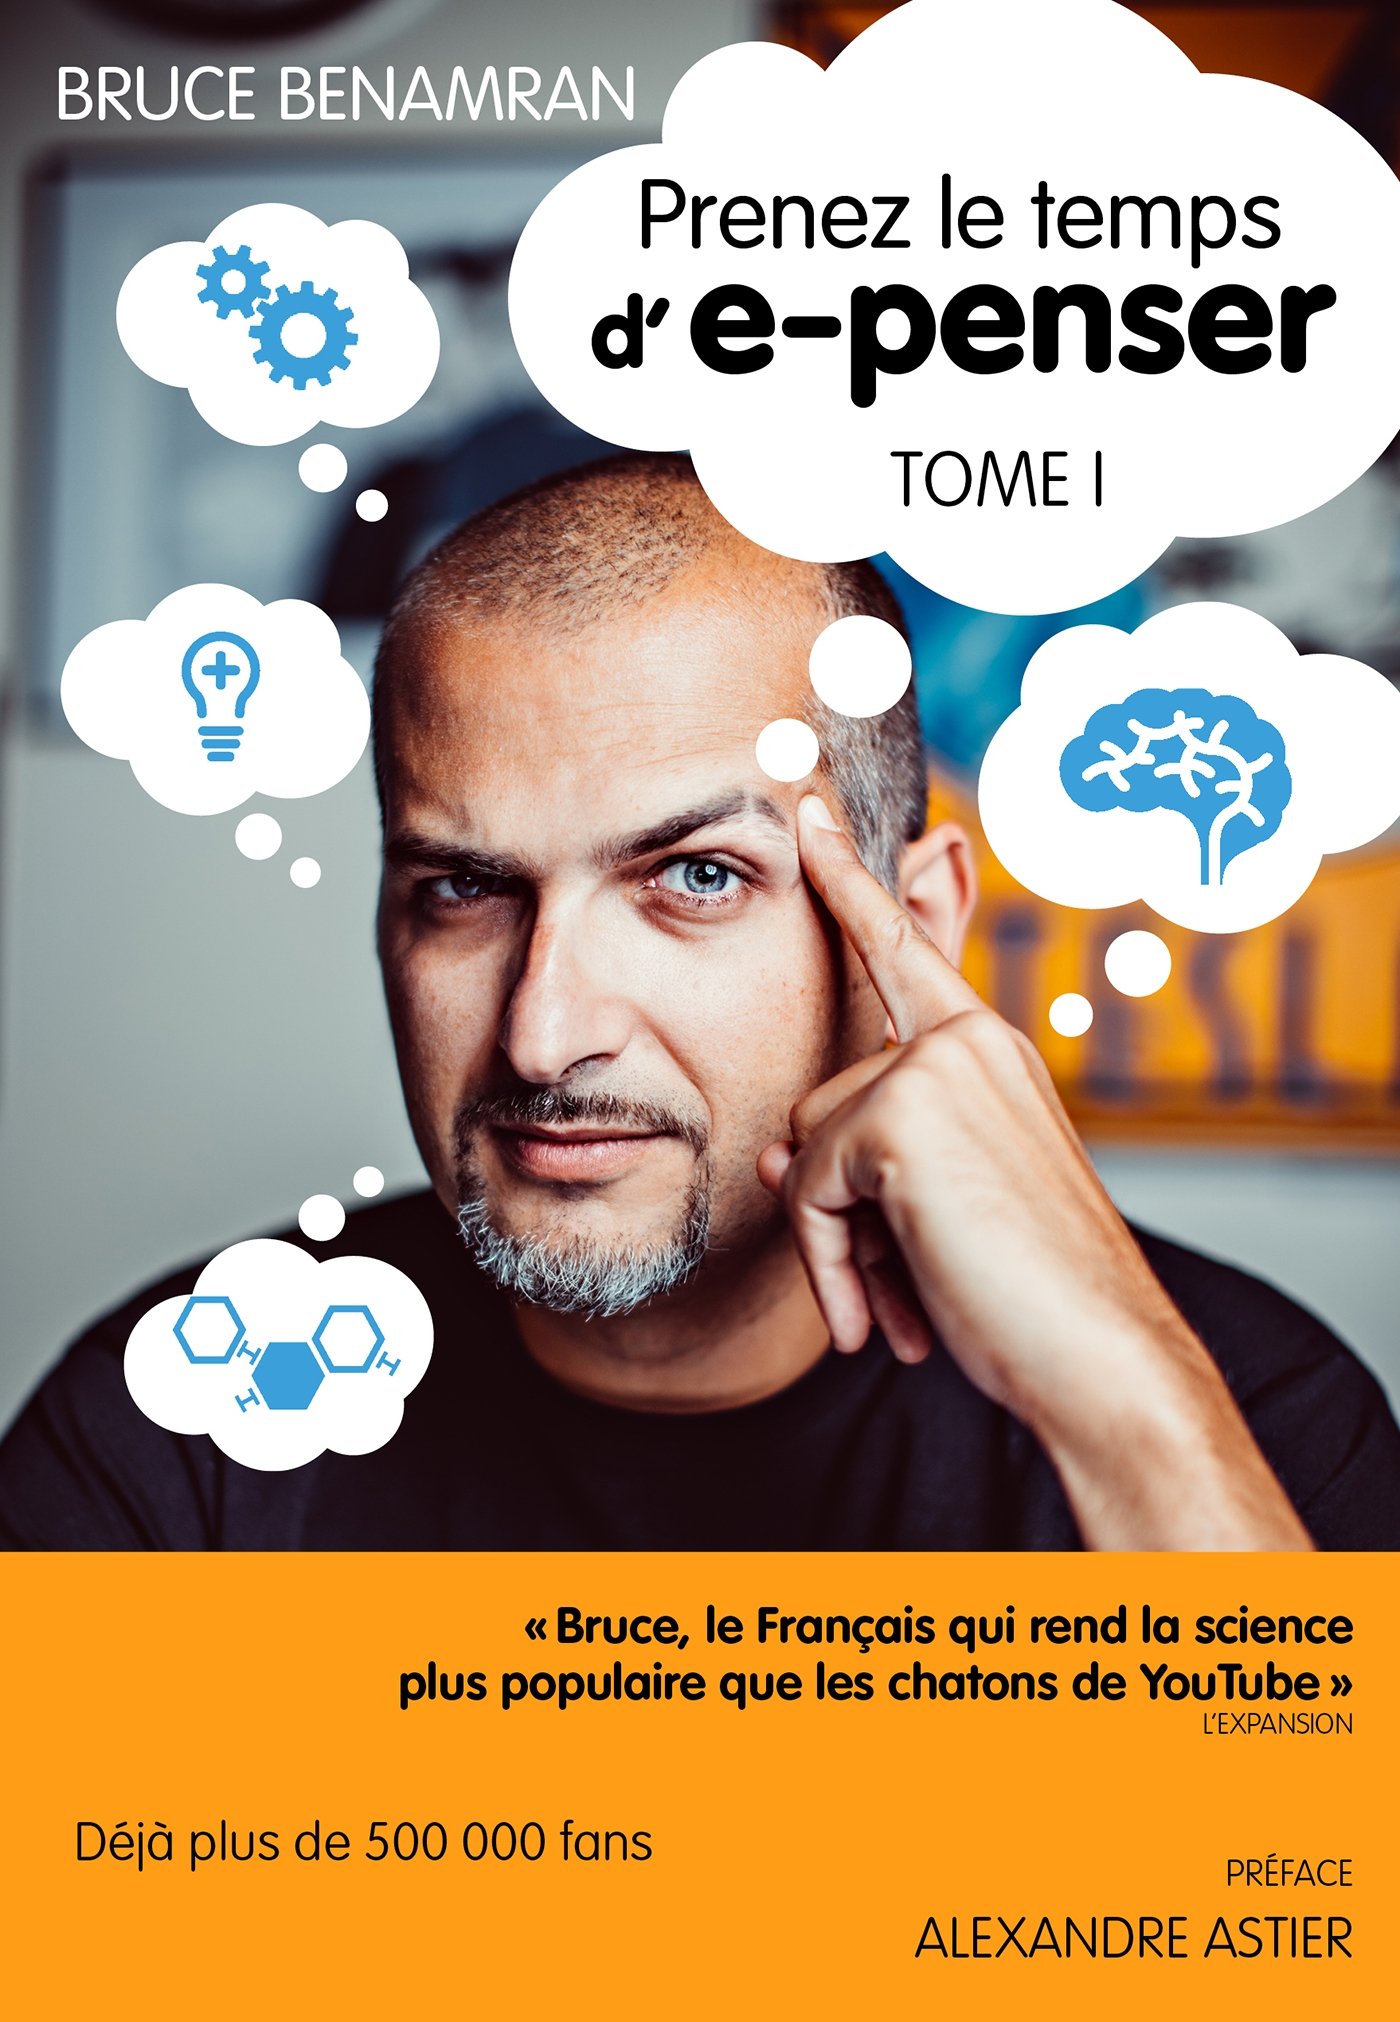 BRUCE BENAMRAN
Prenez le temps
d’e-penser
TOME I
« Bruce, le Français qui rend la science
plus populaire que les chatons de YouTube »
L’EXPANSION
Déjà plus de 500 000 fans
PRÉFACE
ALEXANDRE ASTIER